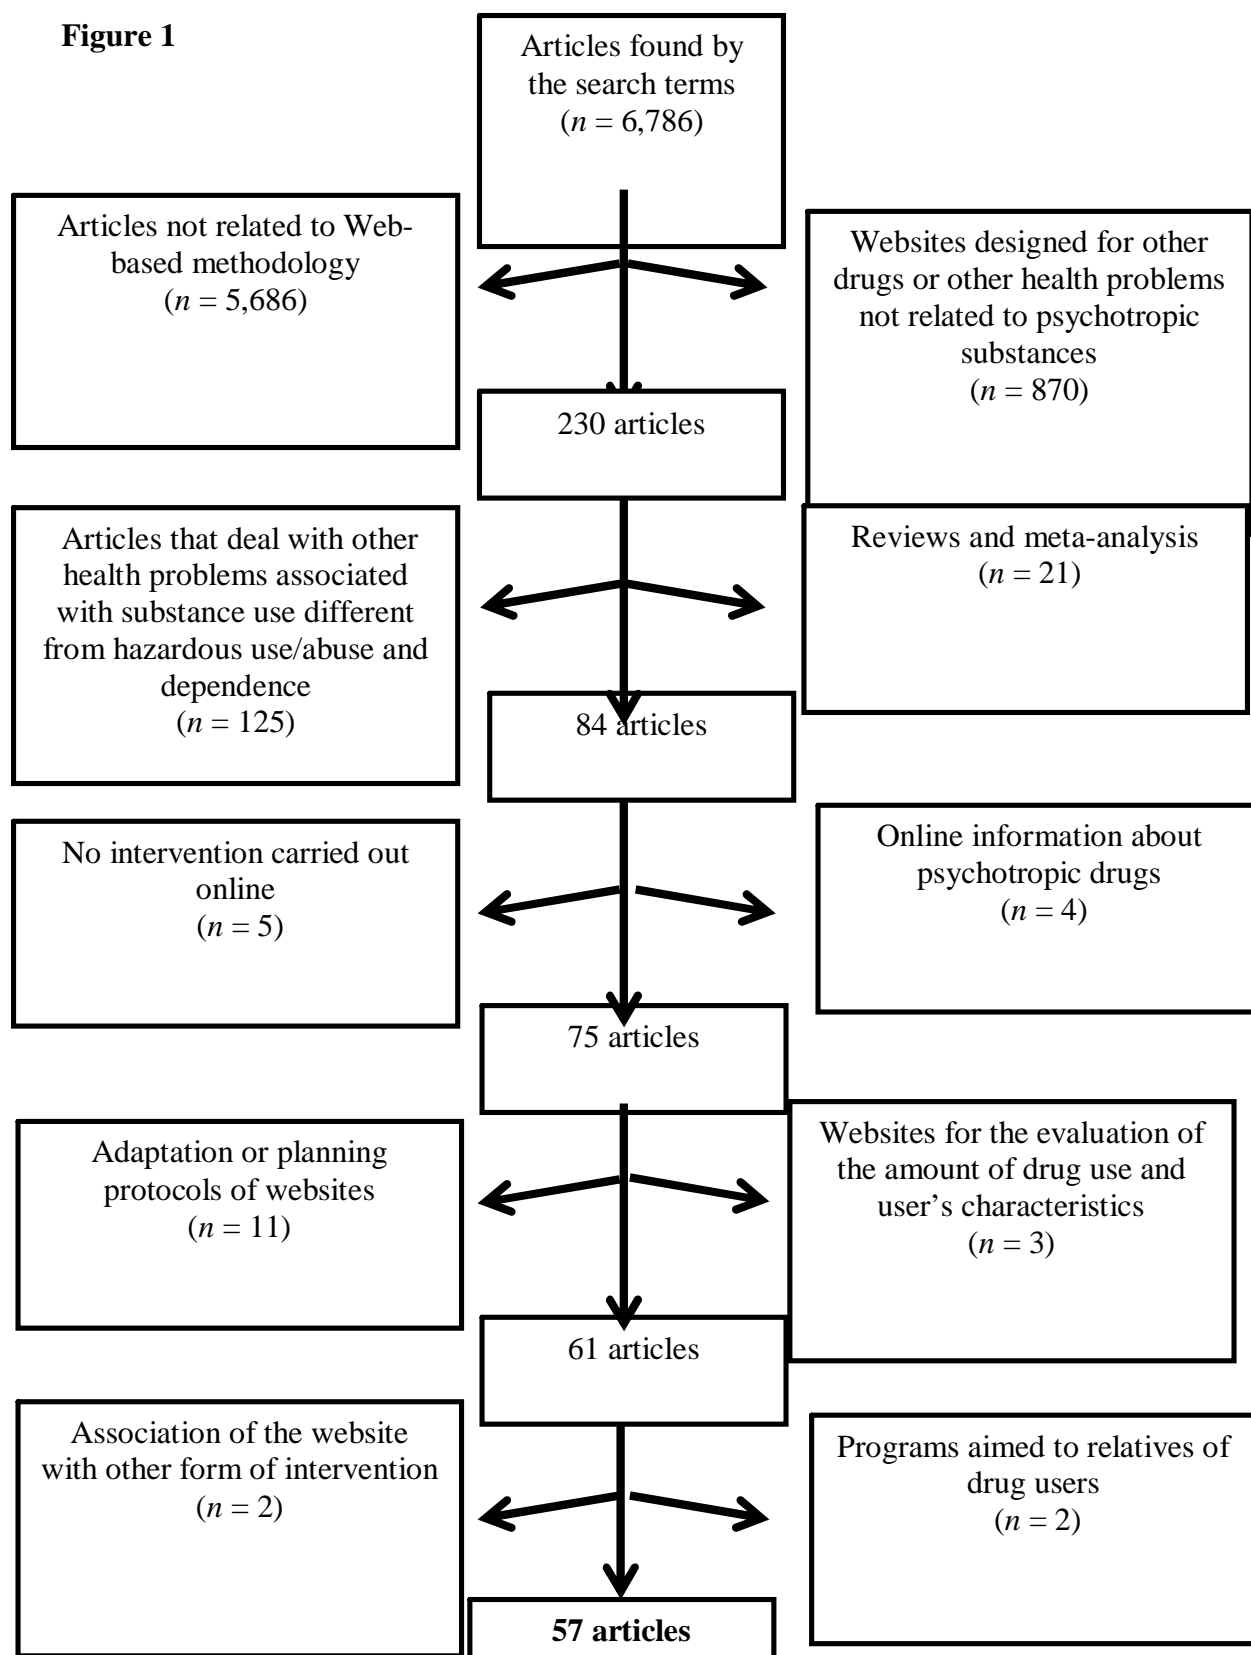 Figure 1
Articles found by
the search terms
(n = 6,786)
Articles not related to Web-
based methodology
(n = 5,686)
Websites designed for other
drugs or other health problems
not related to psychotropic
substances
(n = 870)
230 articles
Articles that deal with other
health problems associated
with substance use different
from hazardous use/abuse and
dependence
(n = 125)
Reviews and meta-analysis
(n = 21)
84 articles
No intervention carried out
online
(n = 5)
Online information about
psychotropic drugs
(n = 4)
75 articles
Adaptation or planning
protocols of websites
(n = 11)
Websites for the evaluation of
the amount of drug use and
user’s characteristics
(n = 3)
61 articles
Association of the website
with other form of intervention
(n = 2)
Programs aimed to relatives of
drug users
(n = 2)
57 articles